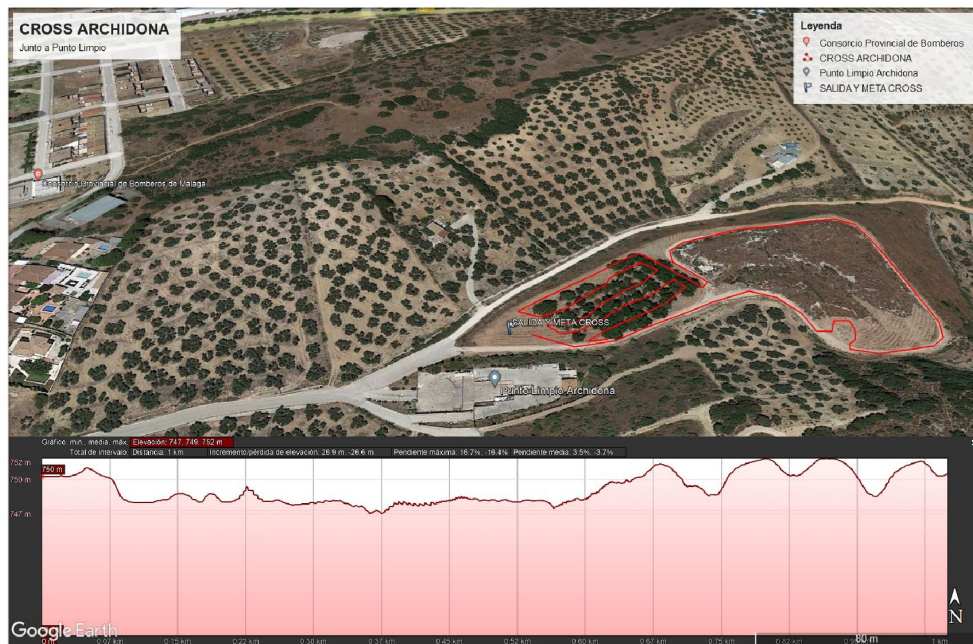 CROSS ARCHIDONA
Junto a Punto Limpio
Leyenda
Consorcio Provincial de Bomberos
CROSS ARCHIDONA
Punto Limpio Archidona
SALIDA Y META CROSS
Consorcio Provincial de Bomberos de Malaga
SALIDA Y META CROSS
Punto Limpio Archidona
Gráfico: mín., media, máx. Elevación: 747, 749, 752 m
Total de intervalo: Distancia: 1 km Incremento/pérdida de elevación: 26.9 m, -26.6 m Pendiente máxima: 16.7%, -16.4% Pendiente media: 3.5%, -3.7%
752 m
750 m
750 m
747 m
Google Earth
0.07 km
0.15 km
0.22 km
0.30 km
0.37 km
0.45 km
0.52 km
0.60 km
0.67 km
0.75 km
0.82 km
80 m
1 km
N